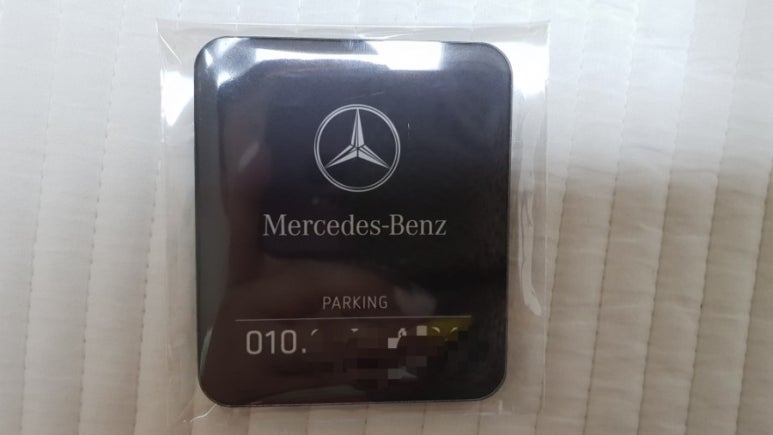 Mercedes-Benz
PARKING
010.